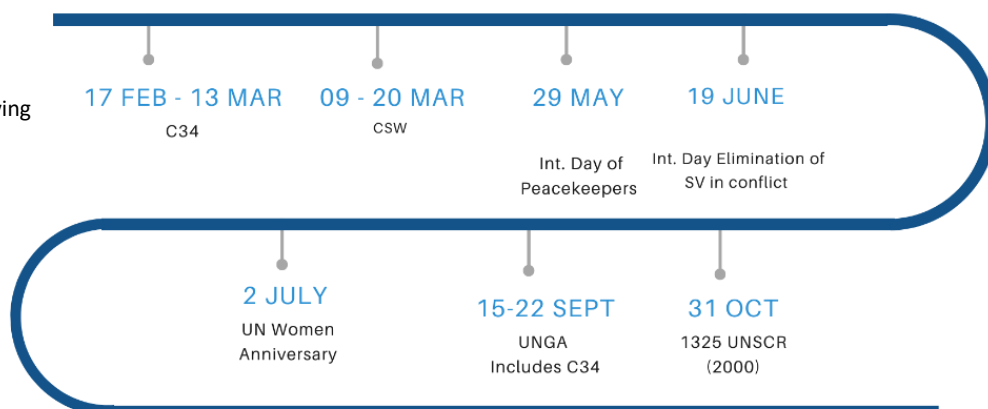 17 FEB - 13 MAR
C34
09 - 20 MAR
CSW
29 MAY
Int. Day of
Peacekeepers
19 JUNE
Int. Day Elimination of
SV in conflict
2 JULY
UN Women
Anniversary
15-22 SEPT
UNGA
Includes C34
31 OCT
1325 UNSCR
(2000)